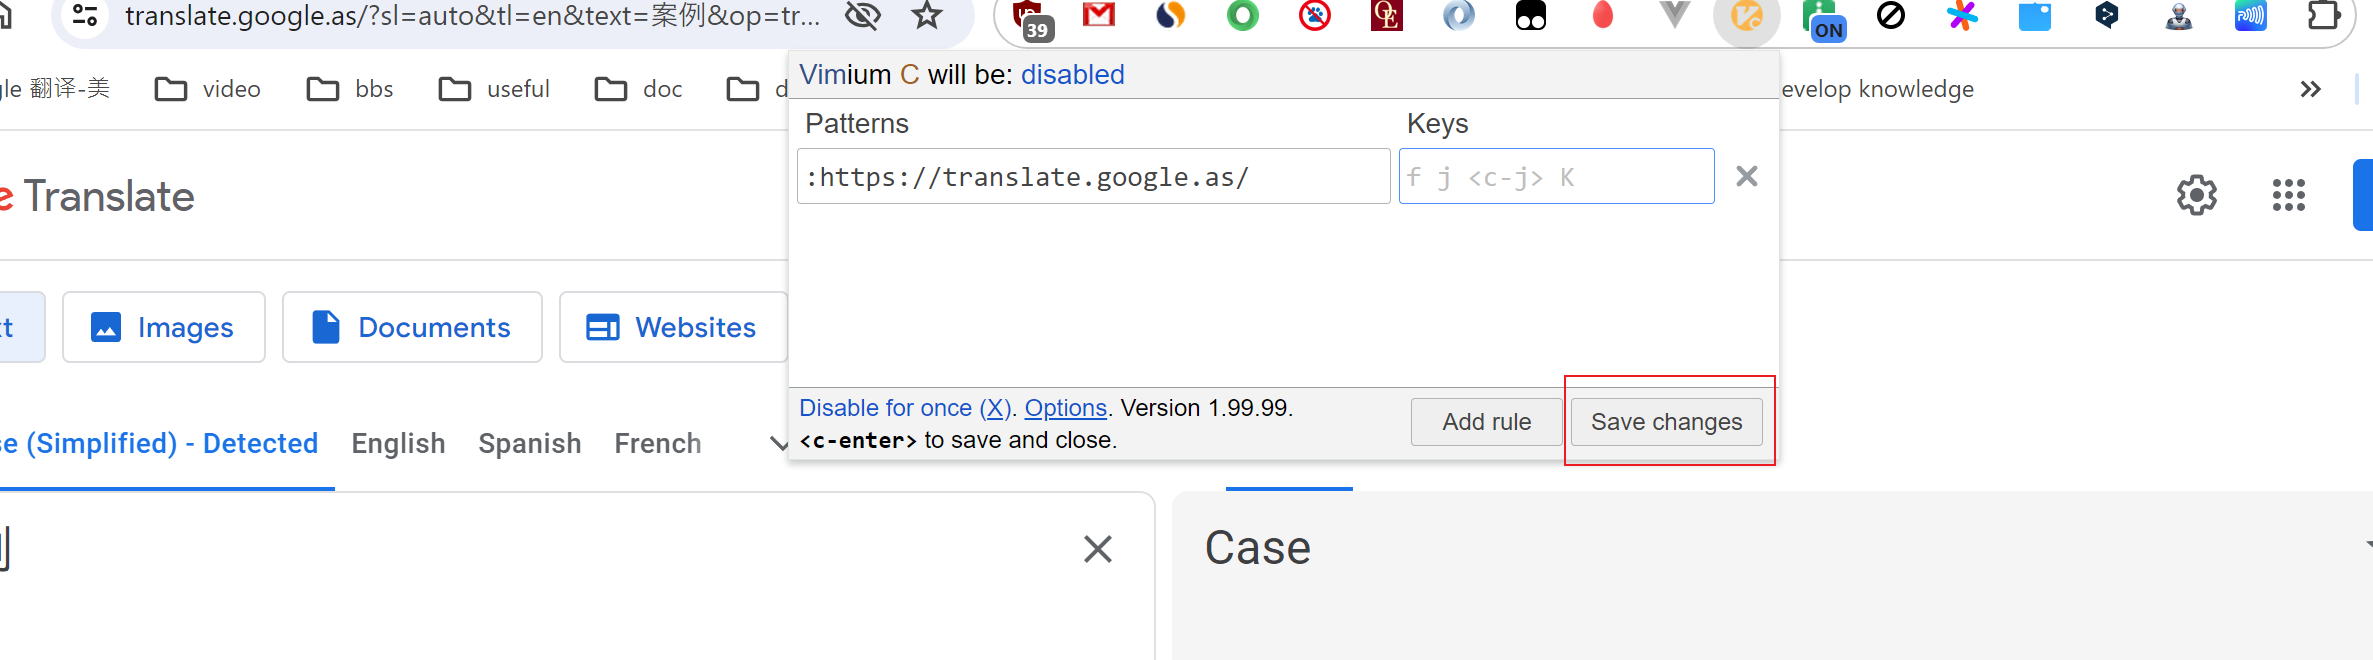 translate.google.as/?sl=auto&tl=en&text=案例&op=tr...
39
ON
le 翻译-美
video
bbs
useful
doc
d
evelop knowledge
Vimium C will be: disabled
Patterns
Keys
:https://translate.google.as/
f j <c-j> K
Disable for once (X). Options. Version 1.99.99.
<c-enter> to save and close.
Add rule
Save changes
e Translate
t
Images
Documents
Websites
se (Simplified) - Detected
English
Spanish
French
Case